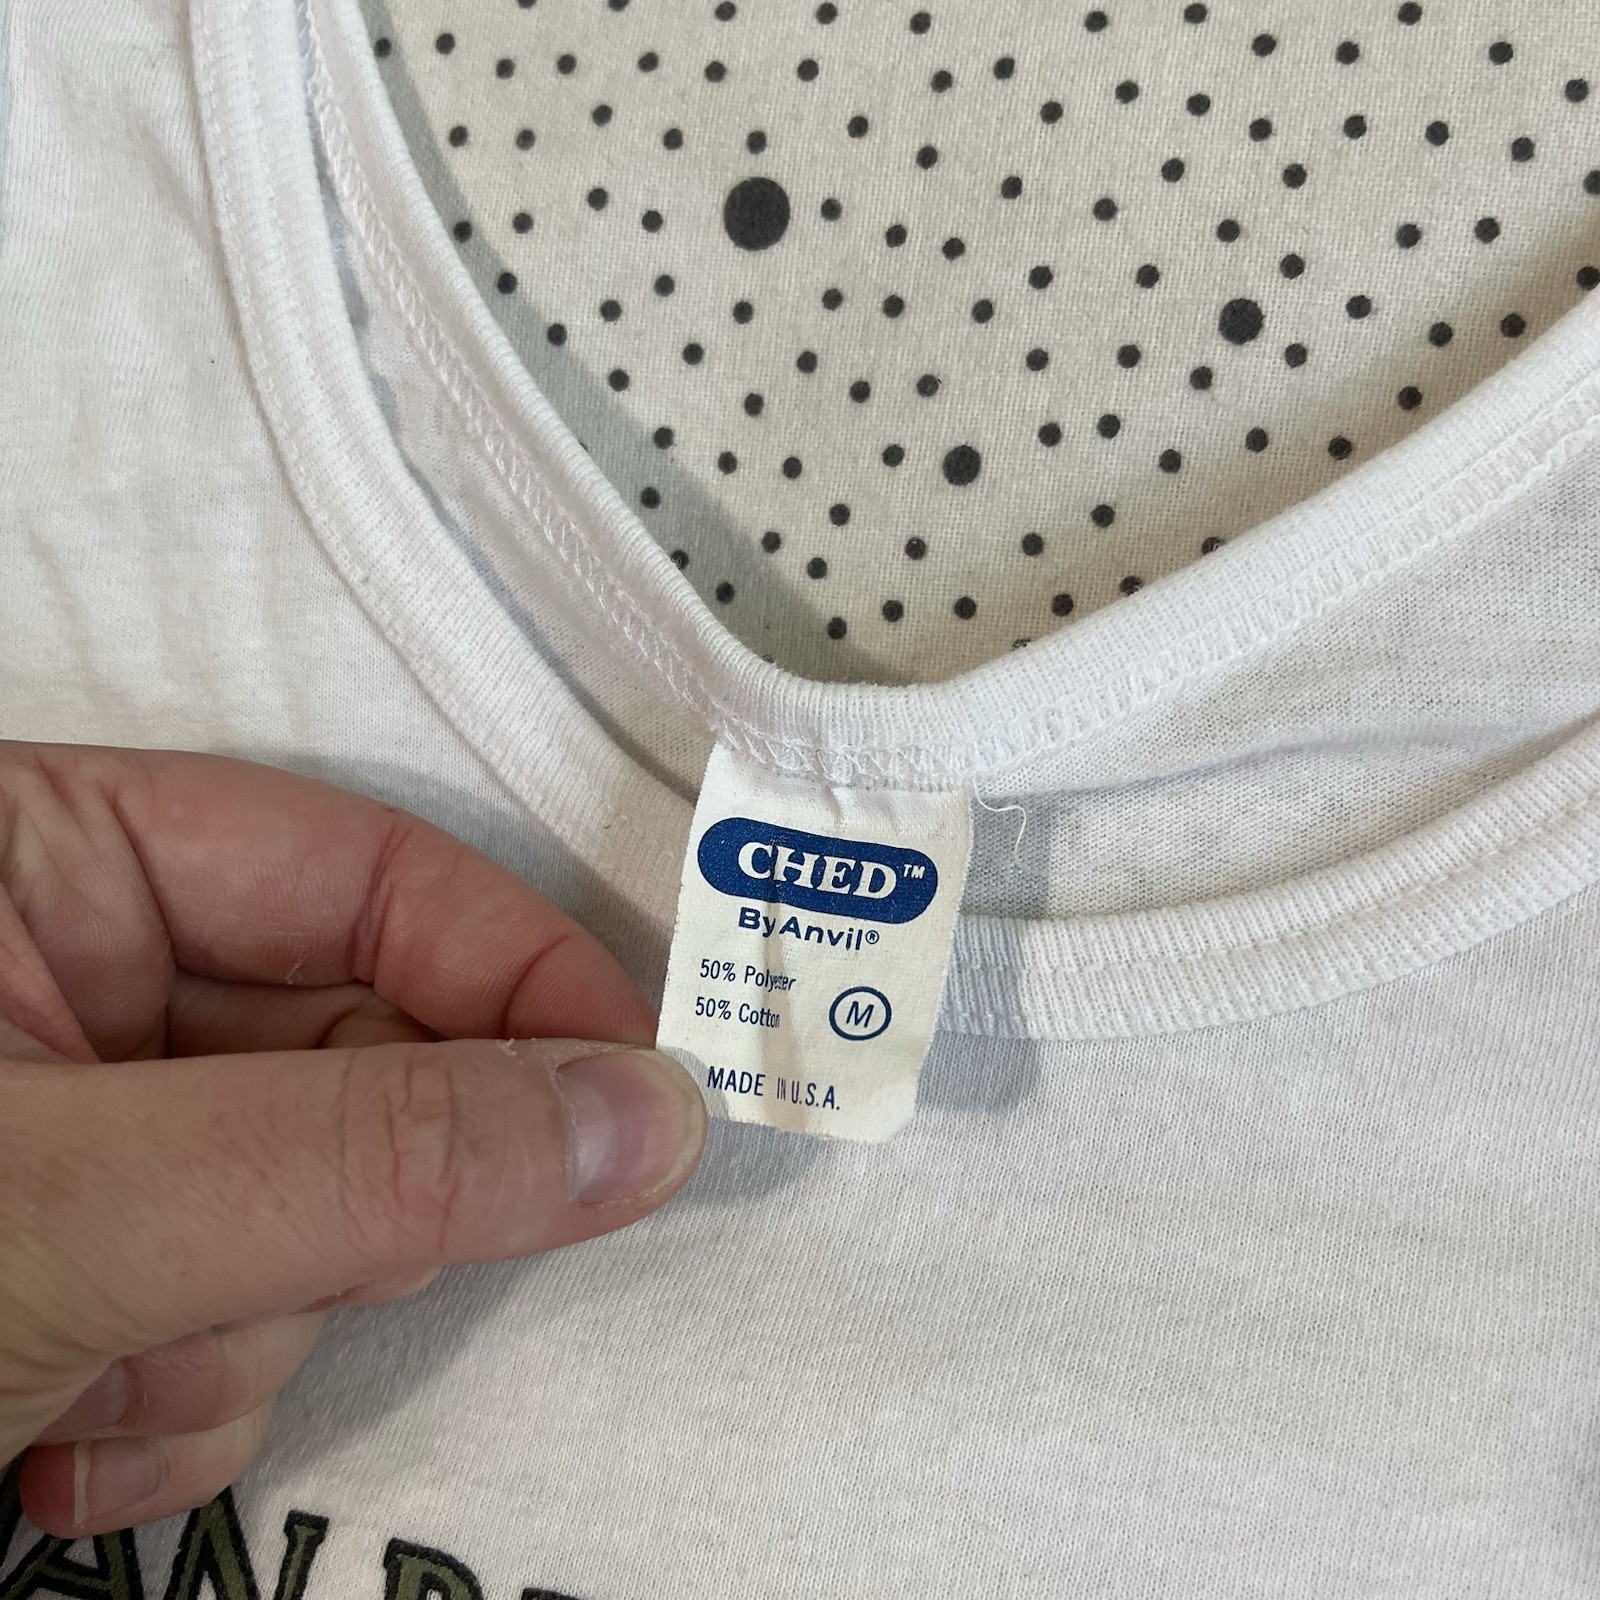 CHED™
By Anvil®
50% Polyester
50% Cotton
M
MADE IN U.S.A.